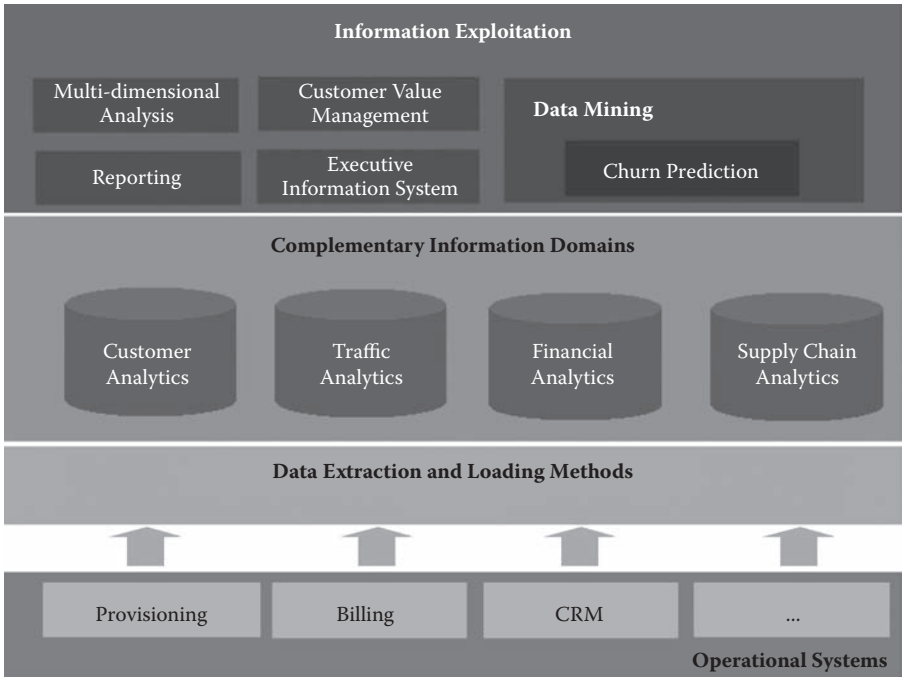 Information Exploitation
Multi-dimensional
Analysis
Customer Value
Management
Data Mining
Reporting
Executive
Information System
Churn Prediction
Complementary Information Domains
Customer
Analytics
Traffic
Analytics
Financial
Analytics
Supply Chain
Analytics
Data Extraction and Loading Methods
Provisioning
Billing
CRM
...
Operational Systems